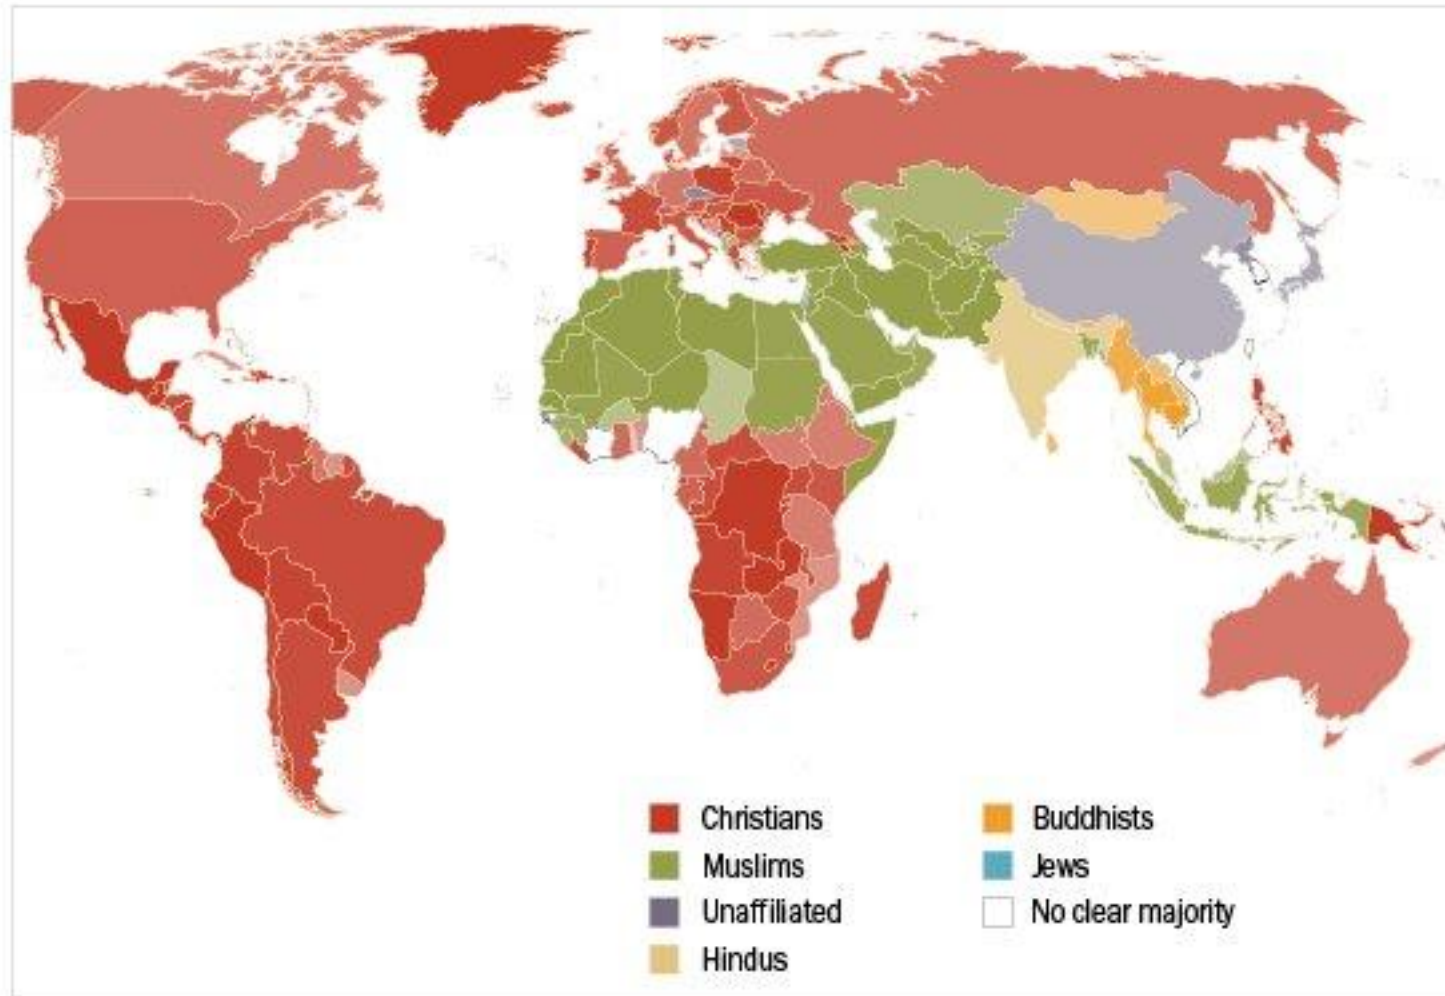 Christians
Muslims
Unaffiliated
Hindus
Buddhists
Jews
No clear majority